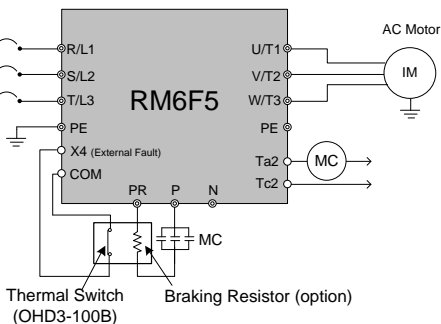 AC Motor
R/L1
U/T1
S/L2
V/T2
IM
T/L3
RM6F5
W/T3
PE
PE
X4 (External Fault)
Ta2
MC
COM
Tc2
PR
P
N
MC
Thermal Switch
(OHD3-100B)
Braking Resistor (option)